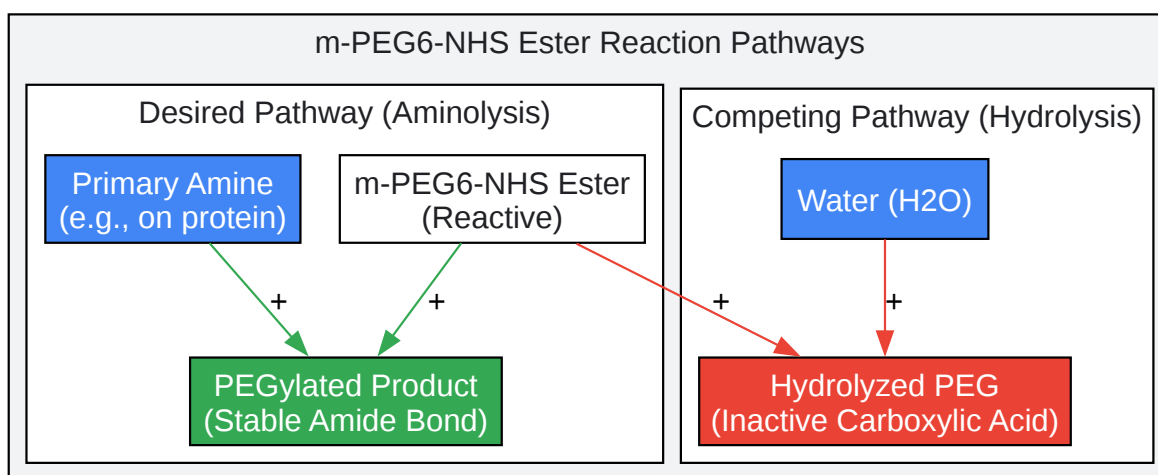 m-PEG6-NHS Ester Reaction Pathways
Desired Pathway (Aminolysis)
Primary Amine
(e.g., on protein)
m-PEG6-NHS Ester
(Reactive)
+
+
PEGylated Product
(Stable Amide Bond)
Competing Pathway (Hydrolysis)
Water (H2O)
+
+
Hydrolyzed PEG
(Inactive Carboxylic Acid)